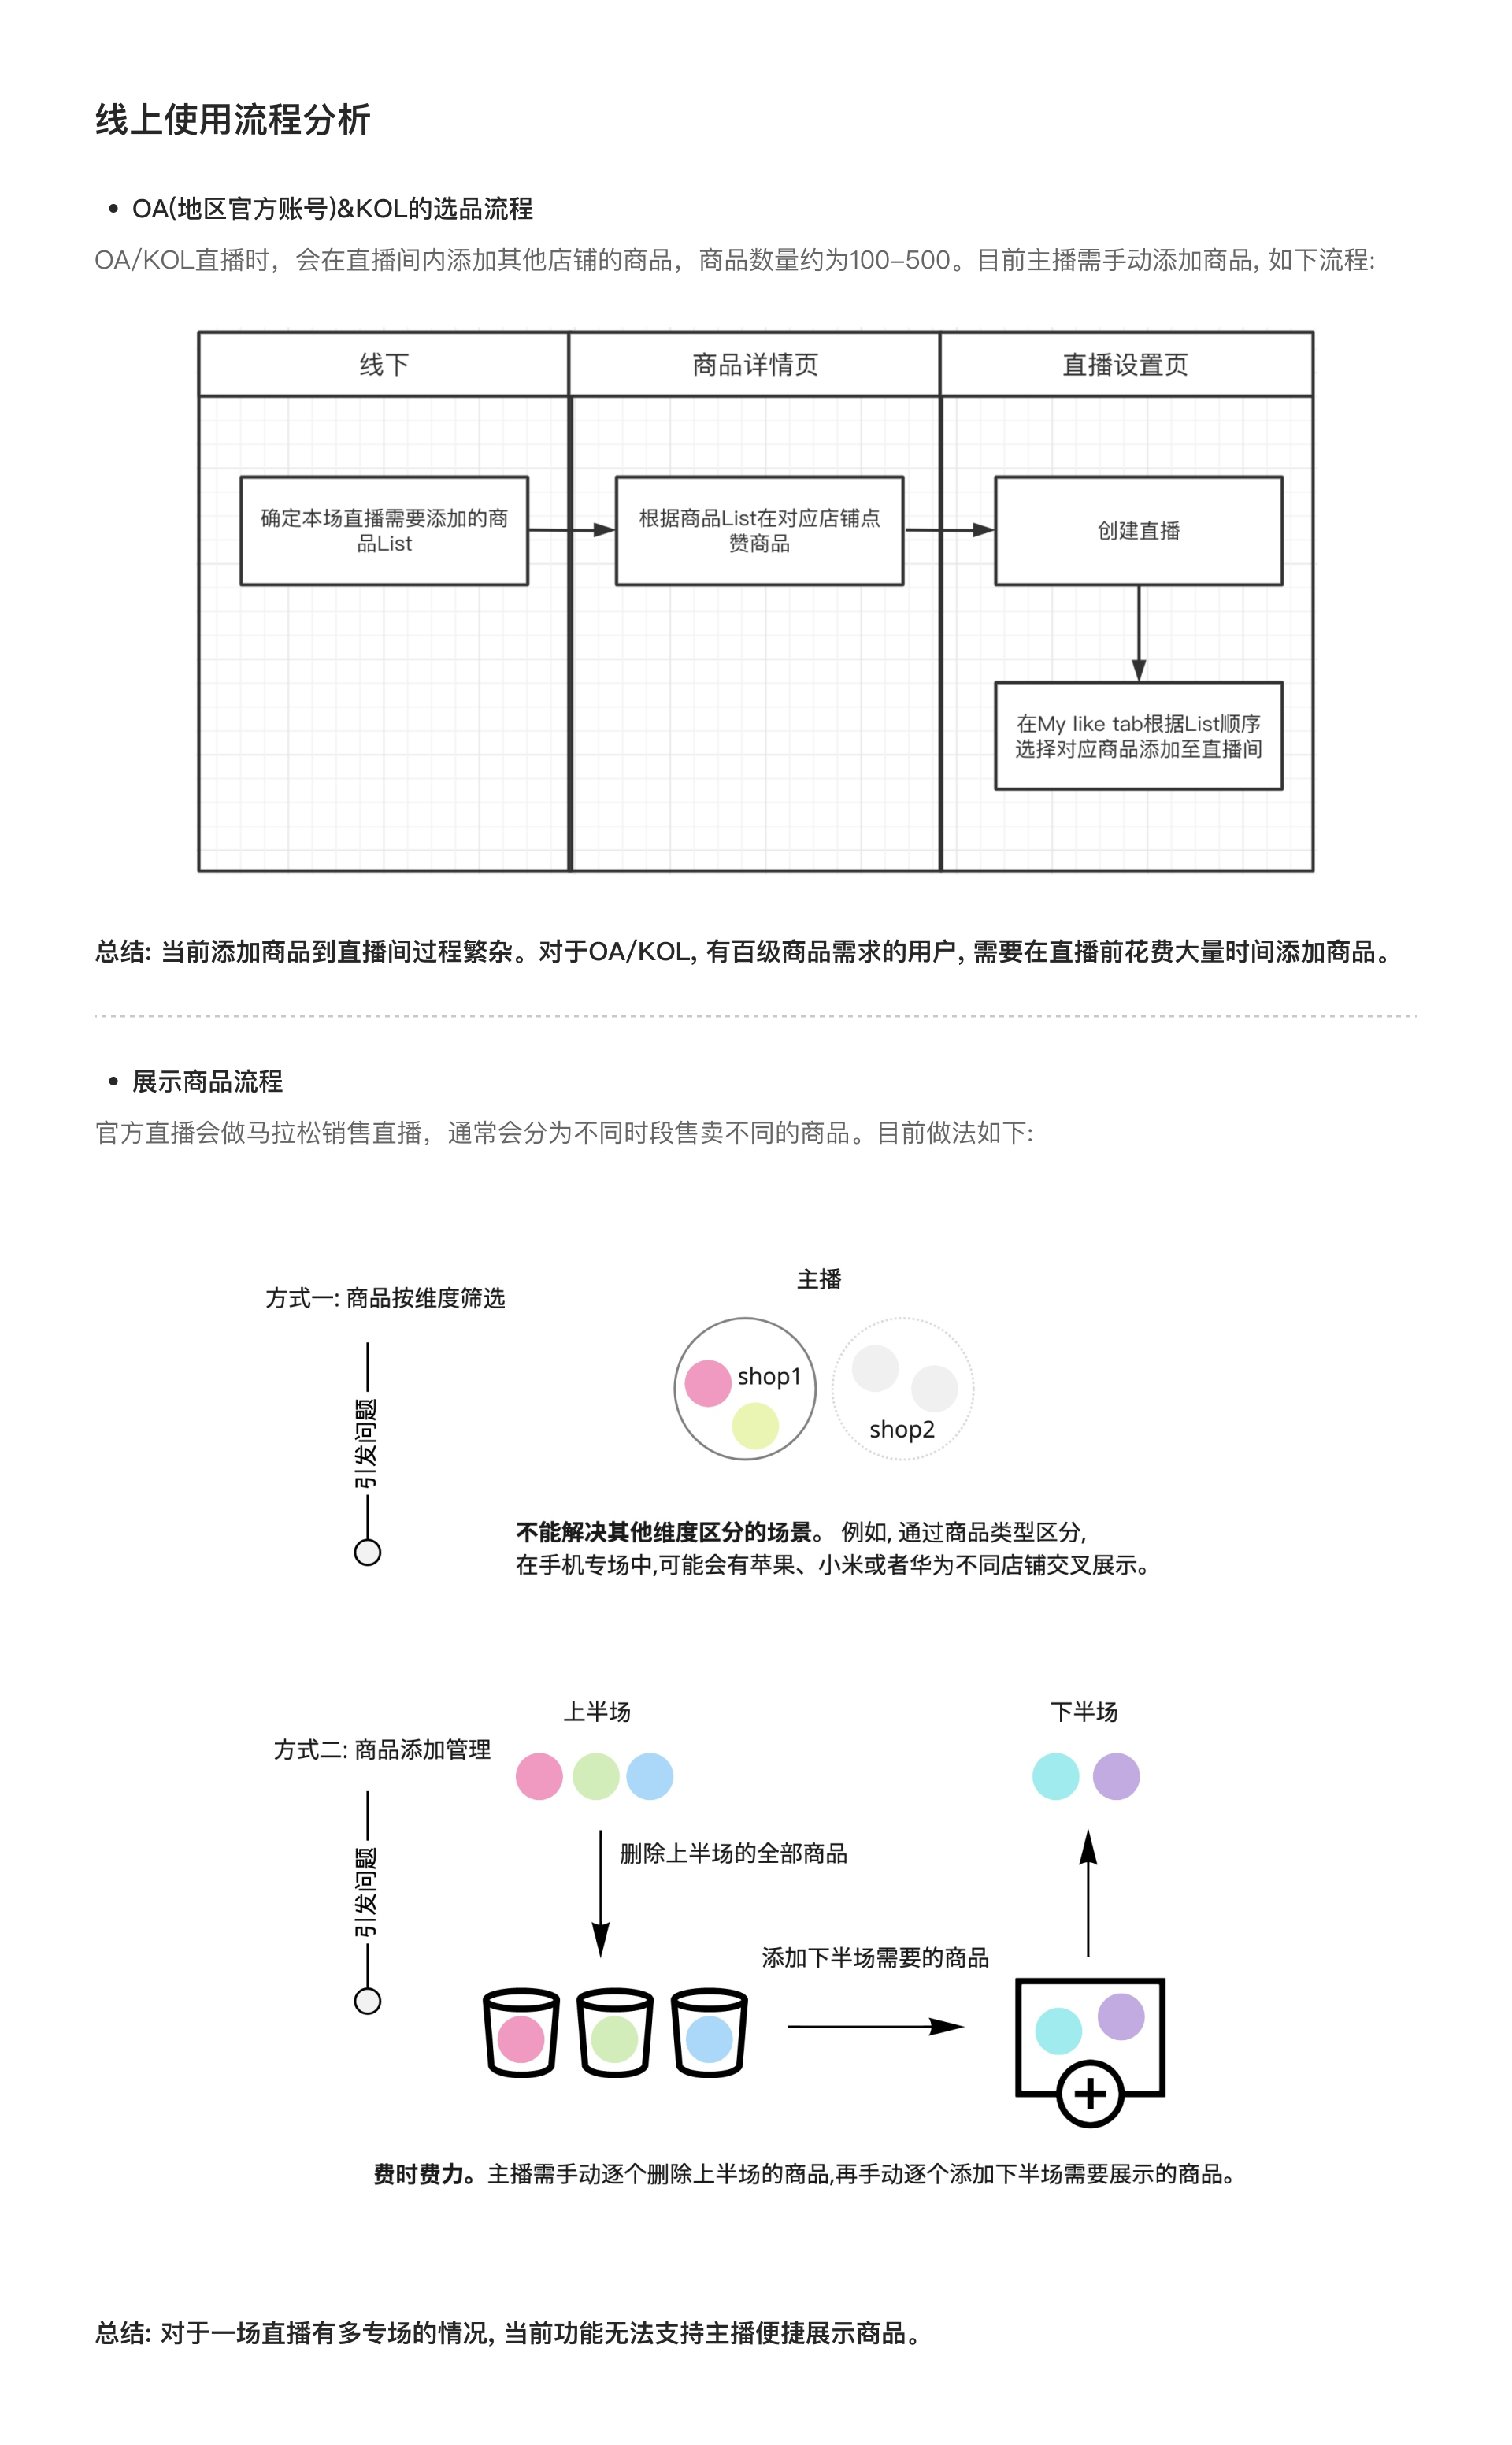 线上使用流程分析
• OA(地区官方账号)&KOL的选品流程
OA/KOL直播时，会在直播间内添加其他店铺的商品，商品数量约为100-500。目前主播需手动添加商品, 如下流程:
线下
商品详情页
直播设置页
确定本场直播需要添加的商
品List
根据商品List在对应店铺点
赞商品
创建直播
在My like tab根据List顺序
选择对应商品添加至直播间
总结: 当前添加商品到直播间过程繁杂。对于OA/KOL, 有百级商品需求的用户, 需要在直播前花费大量时间添加商品。
• 展示商品流程
官方直播会做马拉松销售直播，通常会分为不同时段售卖不同的商品。目前做法如下:
方式一: 商品按维度筛选
主播
shop1
shop2
引发问题
不能解决其他维度区分的场景。 例如, 通过商品类型区分,
在手机专场中,可能会有苹果、小米或者华为不同店铺交叉展示。
上半场
下半场
方式二: 商品添加管理
删除上半场的全部商品
引发问题
添加下半场需要的商品
费时费力。主播需手动逐个删除上半场的商品,再手动逐个添加下半场需要展示的商品。
总结: 对于一场直播有多专场的情况, 当前功能无法支持主播便捷展示商品。